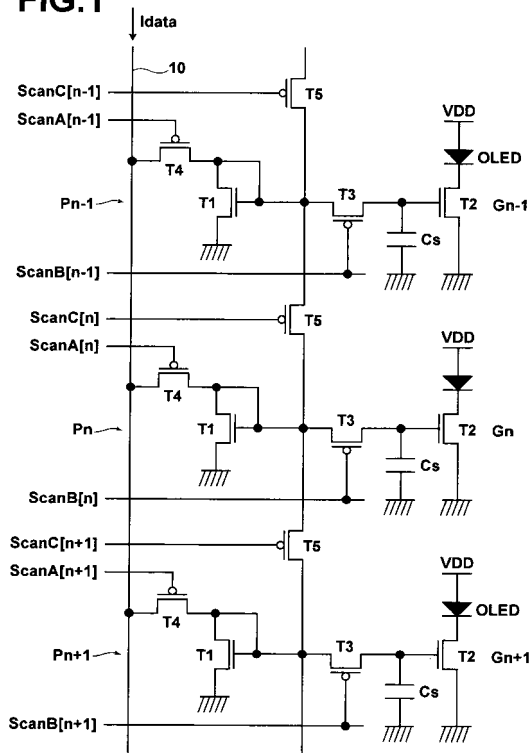 FIG.1
Idata
10
ScanC[n-1]
T5
ScanA[n-1]
VDD
OLED
T4
T3
Pn-1
T1
T2
Gn-1
Cs
ScanB[n-1]
ScanC[n]
T5
ScanA[n]
VDD
T4
T3
Pn
T1
T2
Gn
Cs
ScanB[n]
ScanC[n+1]
T5
ScanA[n+1]
VDD
OLED
T4
T3
Pn+1
T1
T2
Gn+1
Cs
ScanB[n+1]